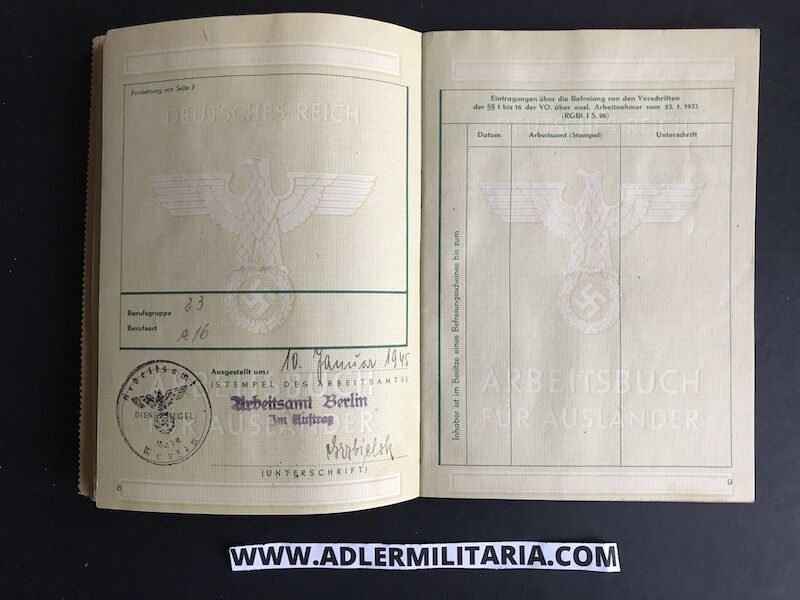 Fortsetzung von Seite 7
DEUTSCHES REICH
Berufsgruppe 23
Berufsart A 16
Ausgestellt am: 10. Januar 1945
(STEMPEL DES ARBEITSAMTS)
Arbeitsamt Berlin
Im Auftrag
(UNTERSCHRIFT)
Arbeitsamt
DIENSTSIEGEL
ARBEITSBUCH
FÜR AUSLÄNDER
8
Eintragungen über die Befreiung von den Vorschriften
der §§ 1 bis 16 der VO. über ausl. Arbeitnehmer vom 23. 1. 1933
(RGBl. I S. 26)
Datum Arbeitsamt (Stempel) Unterschrift
Inhaber ist im Besitze eines Befreiungsscheines bis zum
ARBEITSBUCH
FÜR AUSLÄNDER
9
WWW.ADLERMILITARIA.COM